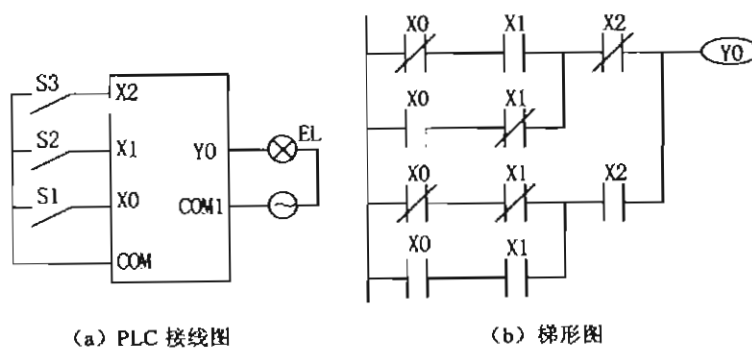 S3
X2
S2
X1
Y0
EL
S1
X0
COM1
COM
(a) PLC 接线图
X0
X1
X2
Y0
X0
X1
X0
X1
X2
X0
X1
(b) 梯形图